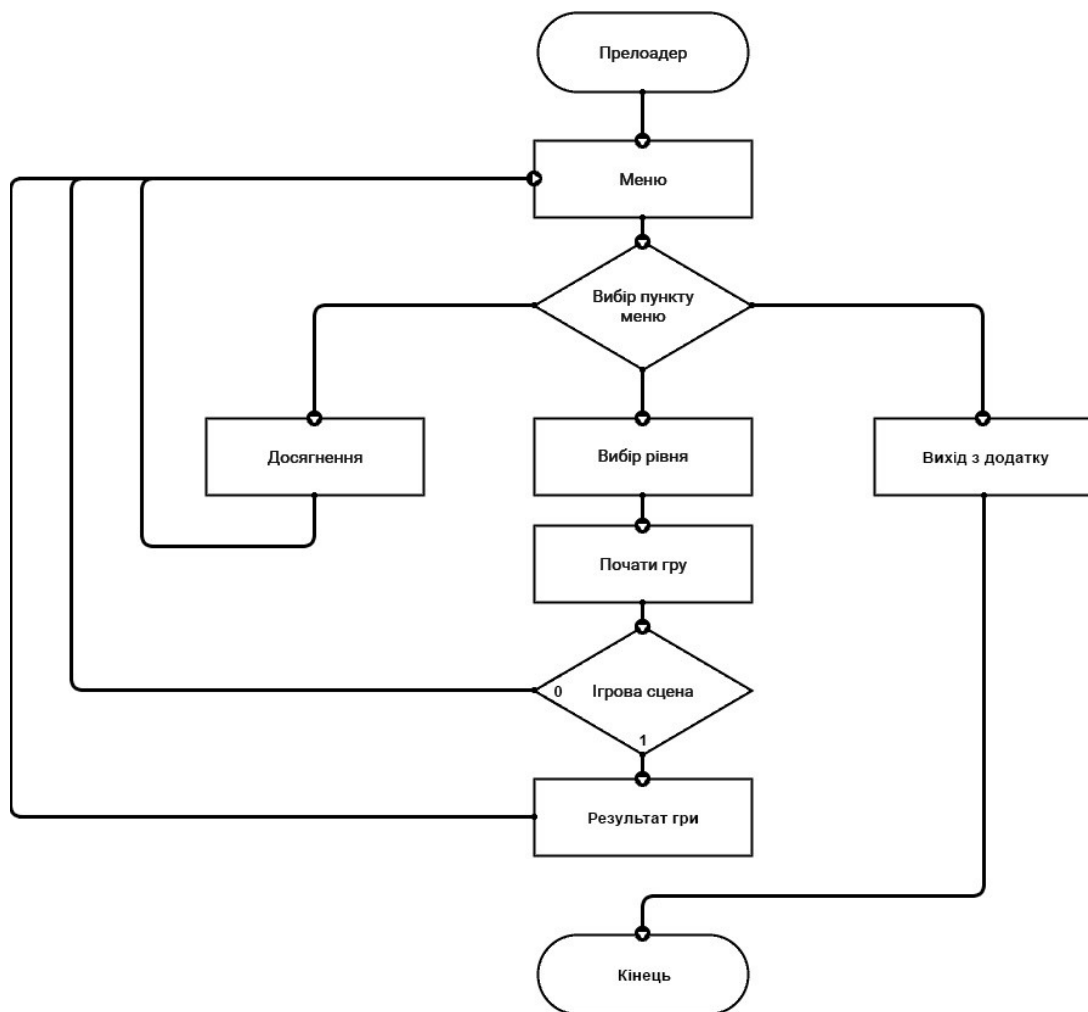 Прелоадер
Меню
Вибір пункту
меню
Досягнення
Вибір рівня
Вихід з додатку
Почати гру
0
Ігрова сцена
1
Результат гри
Кінець